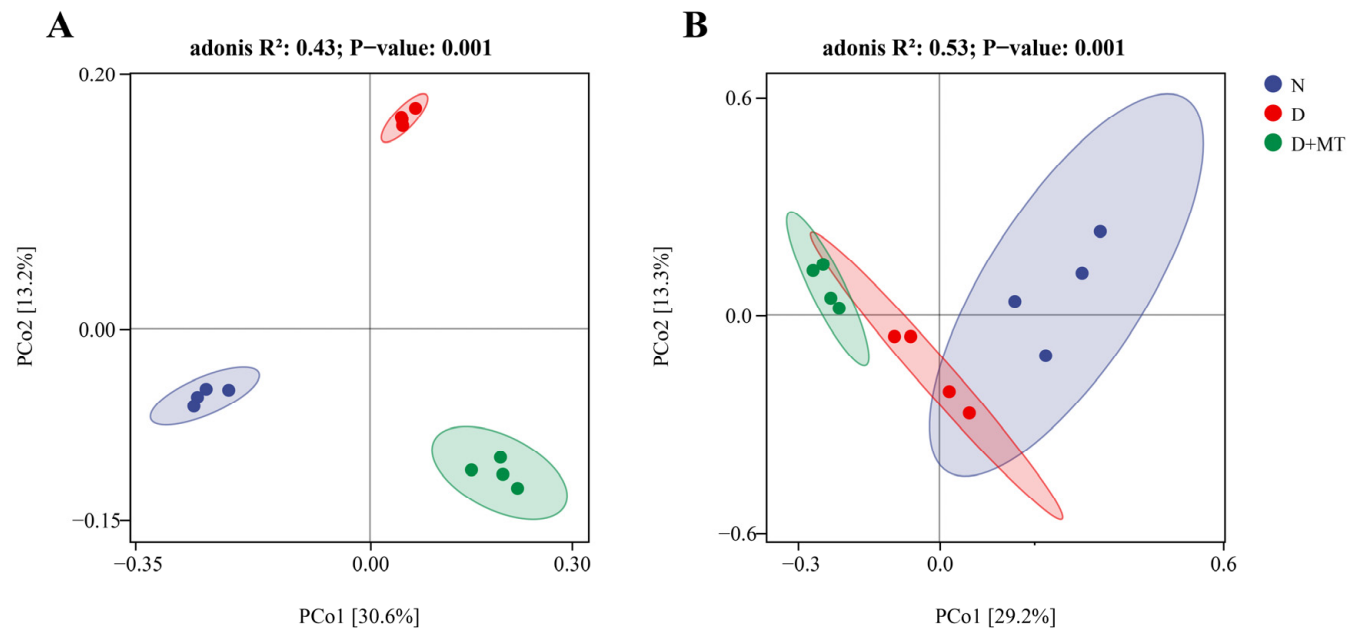 A
adonis R²: 0.43; P−value: 0.001
0.20
0.00
−0.15
−0.35
0.00
0.30
PCo2 [13.2%]
PCo1 [30.6%]
B
adonis R²: 0.53; P−value: 0.001
0.6
0.0
−0.6
−0.3
0.0
0.6
PCo2 [13.3%]
PCo1 [29.2%]
N
D
D+MT